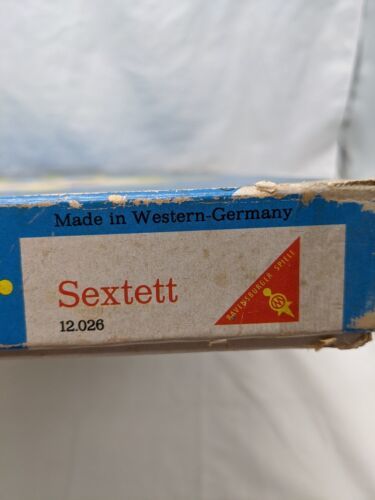 Made in Western-Germany
Sextett
12.026
RAVENSBURGER SPIELE